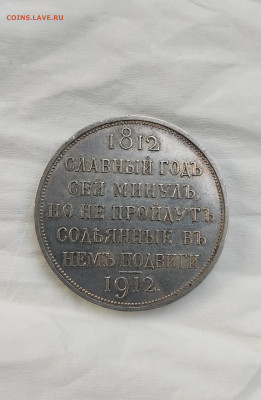 COINS.LAVE.RU
1812
СЛАВНЫЙ ГОДЪ
СЕЙ МИНУЛЪ
НО НЕ ПРОЙДУТЪ
СОДѢЯННЫЕ ВЪ
НЕМЪ ПОДВИГИ
1912.